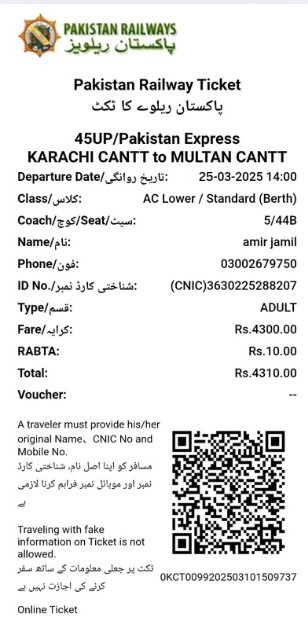 PAKISTAN RAILWAYS
پاکستان ریلویز
Pakistan Railway Ticket
پاکستان ریلوے کا ٹکٹ
45UP/Pakistan Express
KARACHI CANTT to MULTAN CANTT
Departure Date/تاریخ روانگی: 25-03-2025 14:00
Class/کلاس: AC Lower / Standard (Berth)
Coach/کوچ/Seat/سیٹ: 5/44B
Name/نام: amir jamil
Phone/فون: 03002679750
ID No./شناختی کارڈ نمبر: (CNIC)3630225288207
Type/قسم: ADULT
Fare/کرایہ: Rs.4300.00
RABTA: Rs.10.00
Total: Rs.4310.00
Voucher: --
A traveler must provide his/her
original Name、CNIC No and
Mobile No.
مسافر کو اپنا اصل نام، شناختی کارڈ
نمبر اور موبائل نمبر فراہم کرنا لازمی
ہے
Traveling with fake
information on Ticket is not
allowed.
ٹکٹ پر جعلی معلومات کے ساتھ سفر
کرنے کی اجازت نہیں ہے
Online Ticket
0KCT0099202503101509737